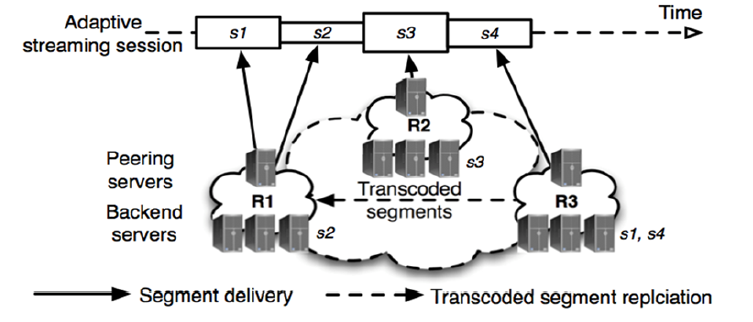 Adaptive
streaming session
s1
s2
s3
s4
Time
R2
s3
Peering
servers
Backend
servers
R1
s2
Transcoded
segments
R3
s1, s4
Segment delivery
Transcoded segment replciation